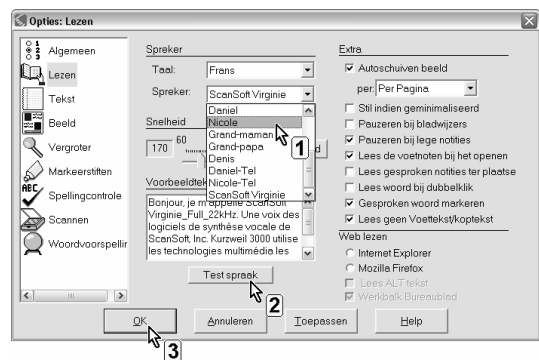 Opties: Lezen
Algemeen
Lezen
Tekst
Beeld
Vergroter
Markeerstiften
Spellingcontrole
Scannen
Woordvoorspellir
Spreker
Taal:
Frans
Spreker:
ScanSoft Virginie
Daniel
Nicole
Grand-maman
Grand-papa
Denis
Daniel-Tel
Nicole-Tel
ScanSoft Virginie
1
Snelheid
170
60
d
Voorbeeldtek
Bonjour, je m'appelle ScanSoft
Virginie_Full_22kHz. Une voix des
logiciels de synthèse vocale de
ScanSoft, Inc. Kurzweil 3000 utilise
les technologies multimédia les
Test spraak
2
Extra
Autoschuiven beeld
per: Per Pagina
Stil indien geminimaliseerd
Pauzeren bij bladwijzers
Pauzeren bij lege notities
Lees de voetnoten bij het openen
Lees gesproken notities ter plaatse
Lees woord bij dubbelklik
Gesproken woord markeren
Lees geen Voettekst/koptekst
Web lezen
Internet Explorer
Mozilla Firefox
Lees ALT tekst
Werkbalk Bureaublad
OK
Annuleren
Toepassen
Help
3